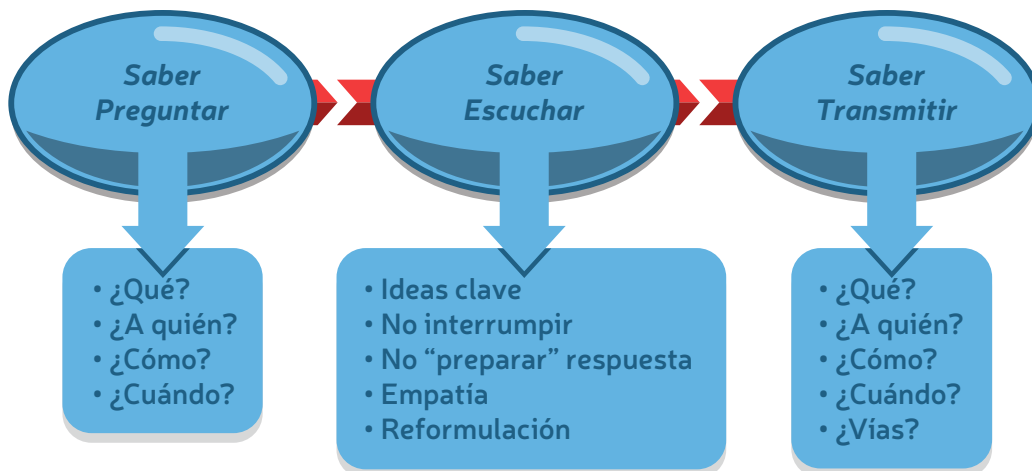 Saber
Preguntar
Saber
Escuchar
Saber
Transmitir
• ¿Qué?
• ¿A quién?
• ¿Cómo?
• ¿Cuándo?
• Ideas clave
• No interrumpir
• No “preparar” respuesta
• Empatía
• Reformulación
• ¿Qué?
• ¿A quién?
• ¿Cómo?
• ¿Cuándo?
• ¿Vías?